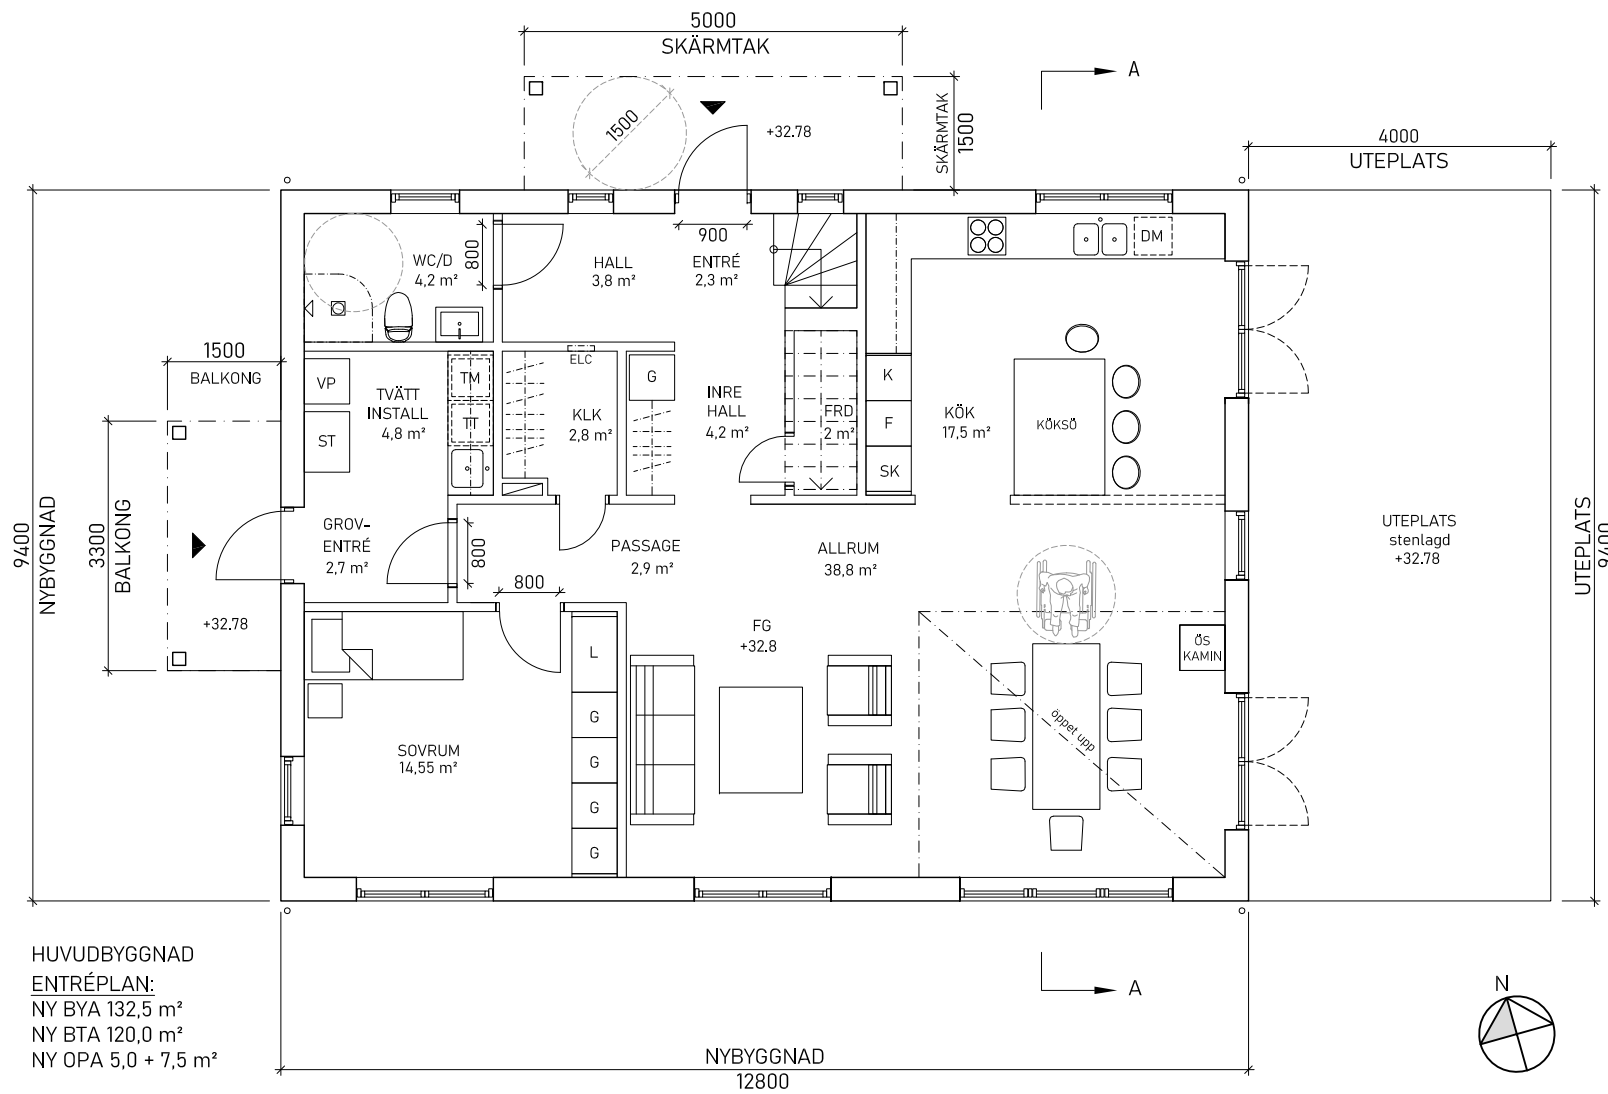 5000
SKÄRMTAK
A
1500
+32.78
SKÄRMTAK
1500
4000
UTEPLATS
900
WC/D
4,2 m²
800
HALL
3,8 m²
ENTRÉ
2,3 m²
DM
1500
BALKONG
VP
ST
TVÄTT
INSTALL
4,8 m²
TM
TT
ELC
KLK
2,8 m²
G
INRE
HALL
4,2 m²
FRD
2 m²
K
F
SK
KÖK
17,5 m²
KÖKSÖ
9400
NYBYGGNAD
3300
BALKONG
+32.78
GROV-
ENTRÉ
2,7 m²
800
800
PASSAGE
2,9 m²
ALLRUM
38,8 m²
UTEPLATS
stenlagd
+32.78
UTEPLATS
9400
FG
+32.8
ÖS
KAMIN
L
G
G
G
G
SOVRUM
14,55 m²
öppet upp
HUVUDBYGGNAD
ENTRÉPLAN:
NY BYA 132,5 m²
NY BTA 120,0 m²
NY OPA 5,0 + 7,5 m²
A
N
NYBYGGNAD
12800